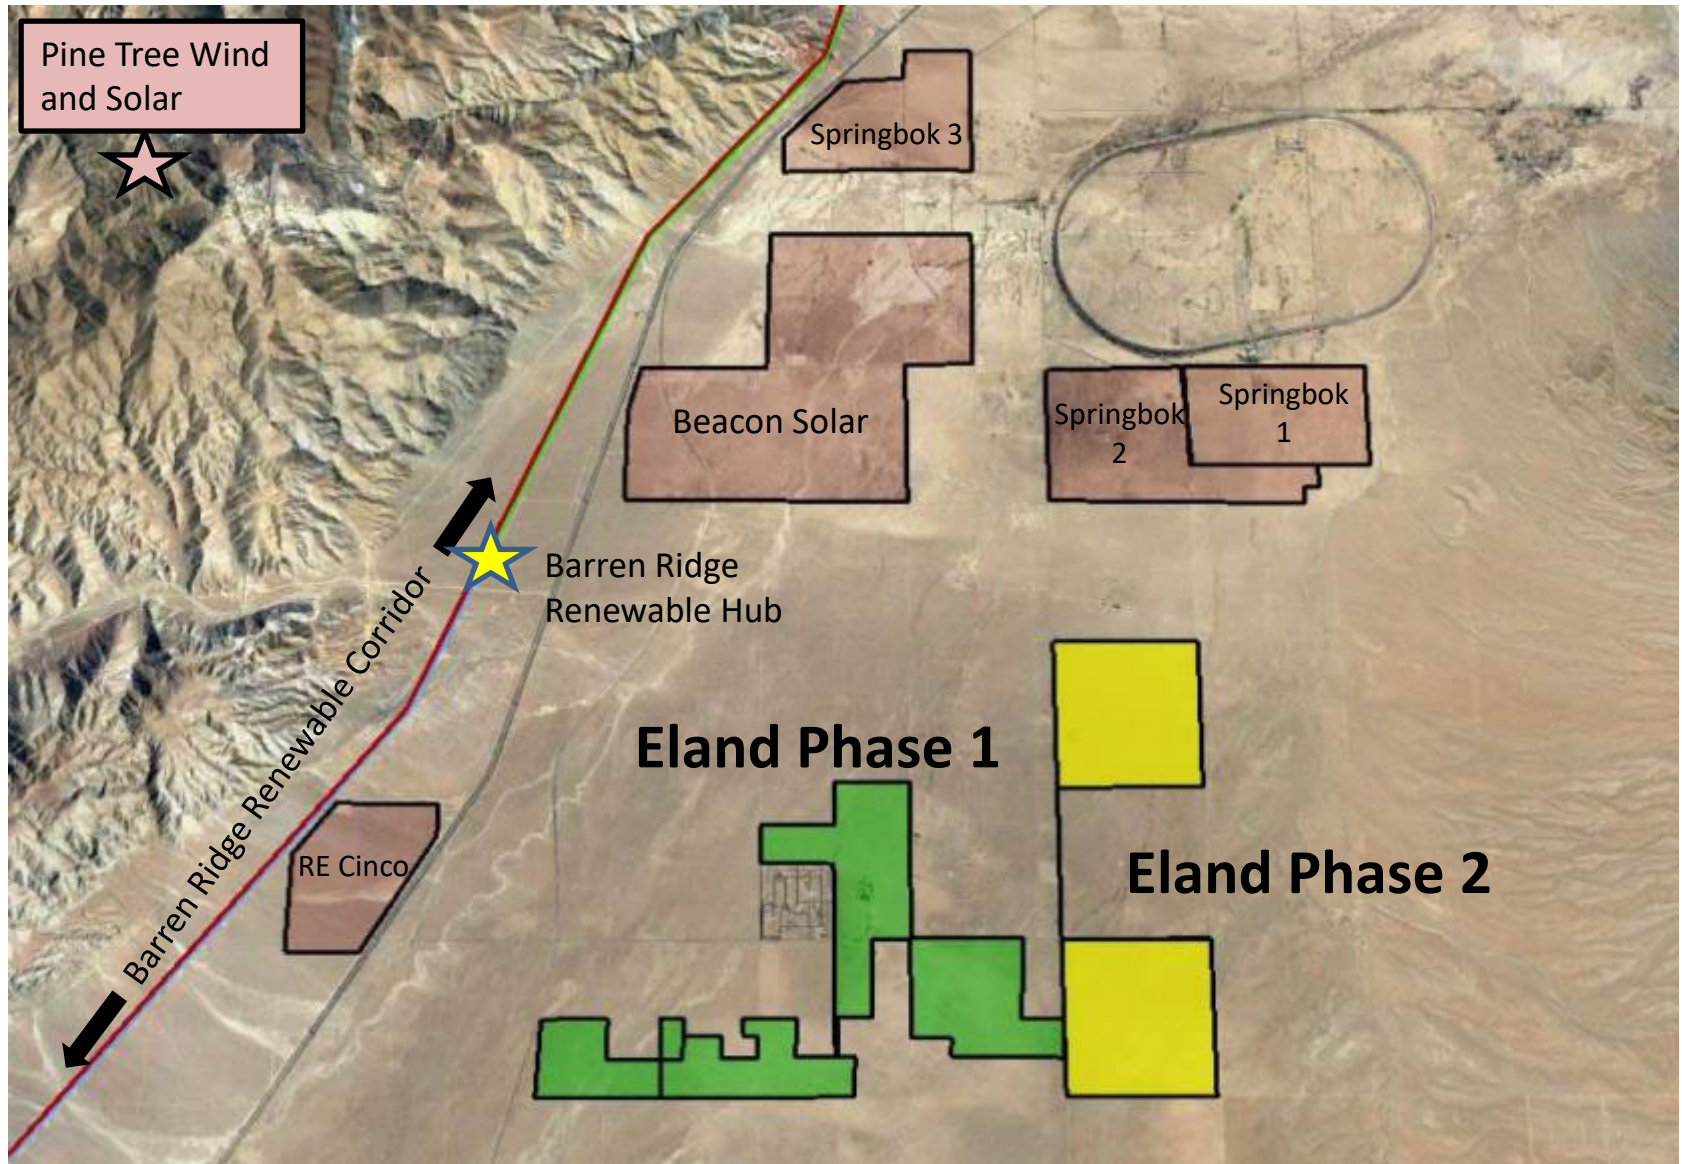 Pine Tree Wind
and Solar
Springbok 3
Beacon Solar
Springbok
2
Springbok
1
Barren Ridge
Renewable Hub
Barren Ridge Renewable Corridor
Eland Phase 1
RE Cinco
Eland Phase 2